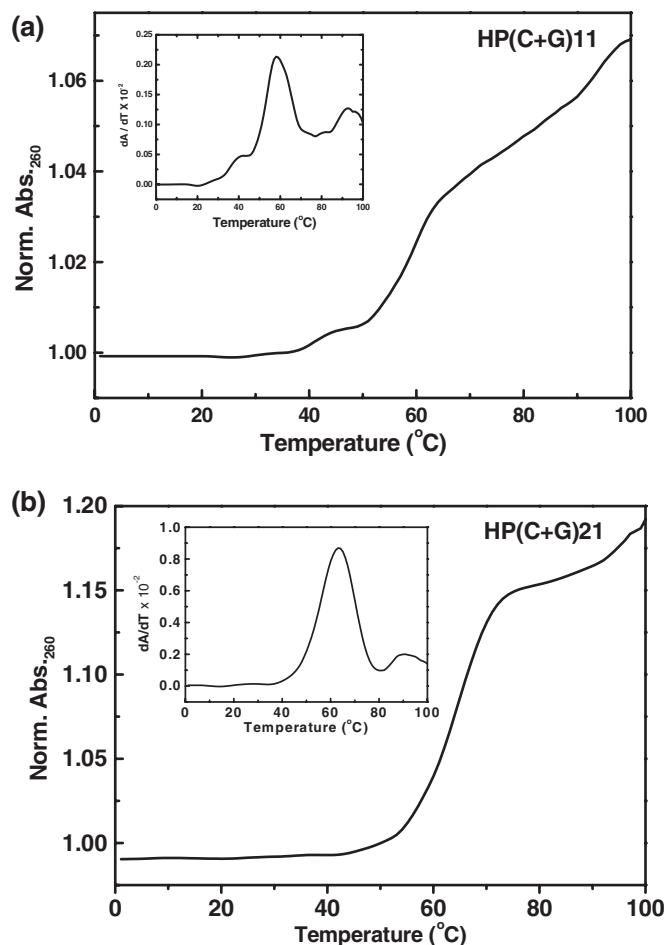 (a)
HP(C+G)11
Norm. Abs.260
1.06
1.04
1.02
1.00
0 20 40 60 80 100
Temperature (°C)
dA / dT X 10-2
0.25
0.20
0.15
0.10
0.05
0.00
0 20 40 60 80 100
Temperature (°C)
(b)
HP(C+G)21
Norm. Abs.260
1.20
1.15
1.10
1.05
1.00
0 20 40 60 80 100
Temperature (°C)
dA/dT x 10-2
1.0
0.8
0.6
0.4
0.2
0.0
0 20 40 60 80 100
Temperature (°C)